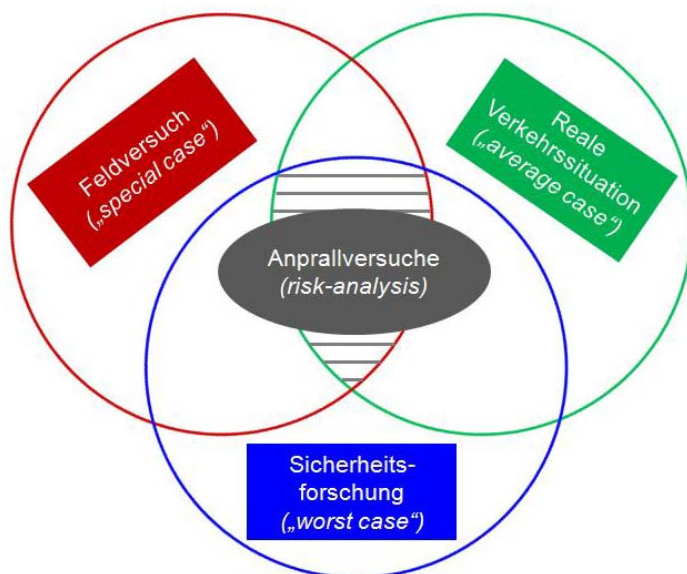 Feldversuch
(„special case“)
Reale
Verkehrssituation
(„average case“)
Anprallversuche
(risk-analysis)
Sicherheits-
forschung
(„worst case“)